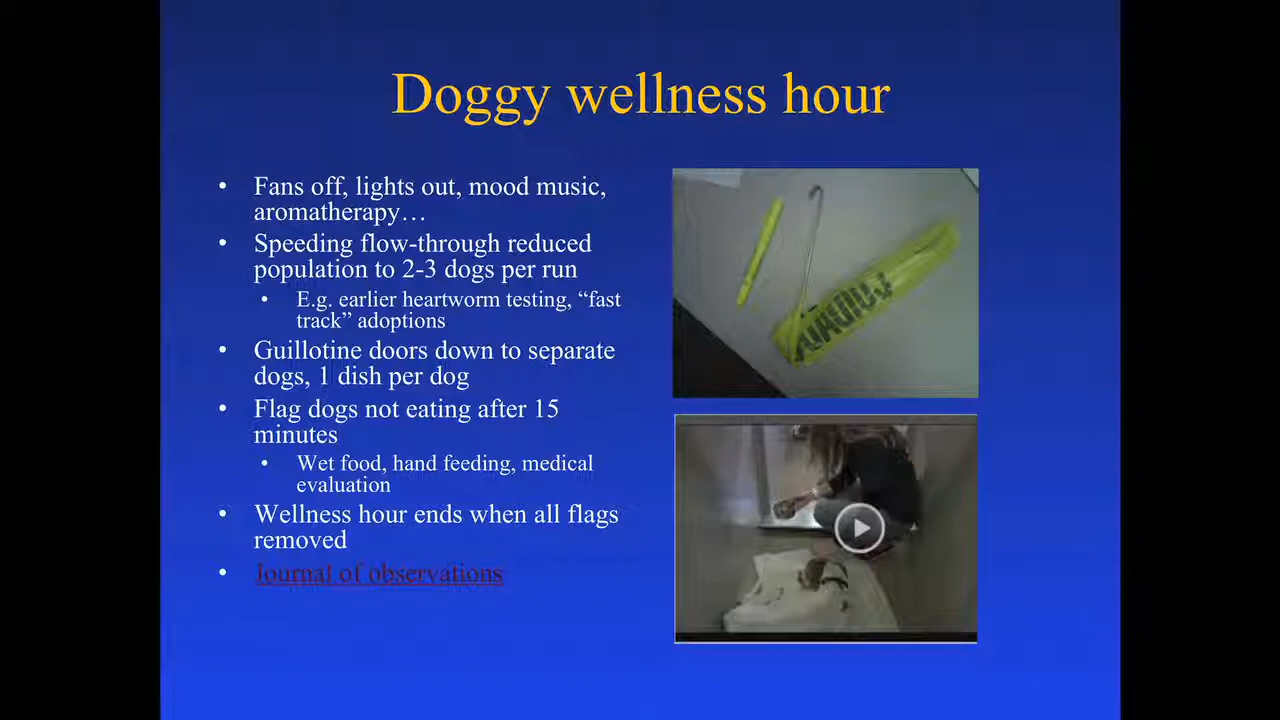 Doggy wellness hour
• Fans off, lights out, mood music,
aromatherapy…
• Speeding flow-through reduced
population to 2-3 dogs per run
• E.g. earlier heartworm testing, “fast
track” adoptions
• Guillotine doors down to separate
dogs, 1 dish per dog
• Flag dogs not eating after 15
minutes
• Wet food, hand feeding, medical
evaluation
• Wellness hour ends when all flags
removed
• Journal of observations